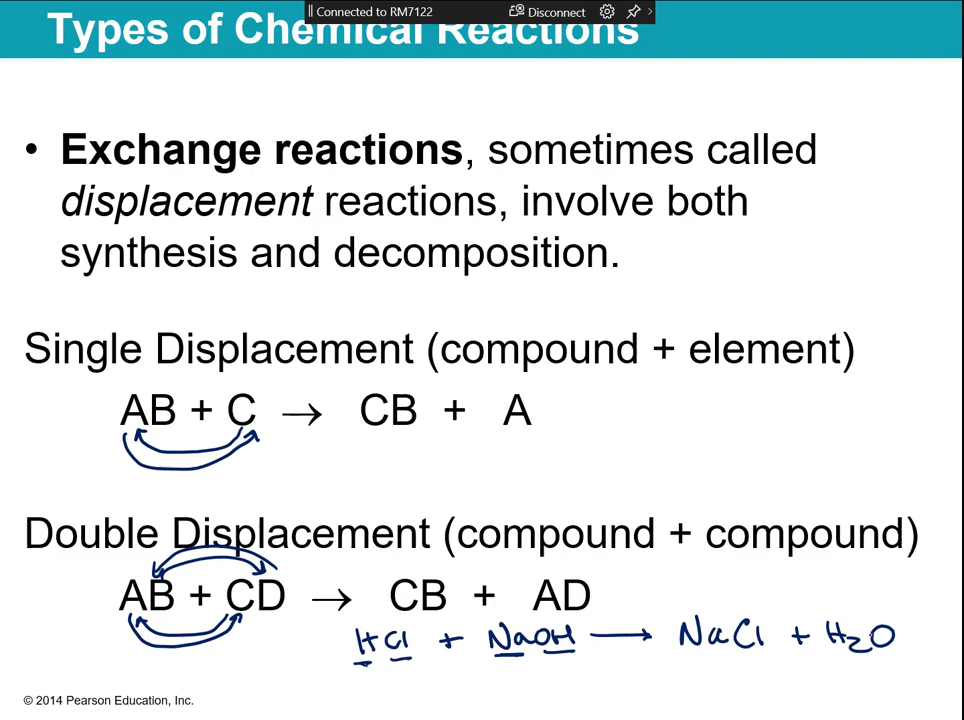 Connected to RM7122 Disconnect
Types of Chemical Reactions
• Exchange reactions, sometimes called
displacement reactions, involve both
synthesis and decomposition.
Single Displacement (compound + element)
AB + C → CB + A
Double Displacement (compound + compound)
AB + CD → CB + AD
HCl + NaOH → NaCl + H₂O
© 2014 Pearson Education, Inc.